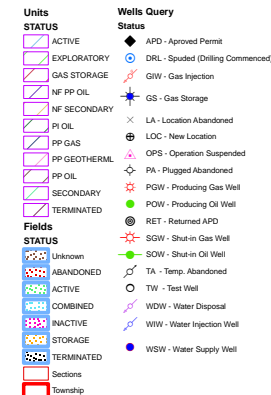 Units
STATUS
ACTIVE
EXPLORATORY
GAS STORAGE
NF PP OIL
NF SECONDARY
PI OIL
PP GAS
PP GEOTHERML
PP OIL
SECONDARY
TERMINATED
Fields
STATUS
Unknown
ABANDONED
ACTIVE
COMBINED
INACTIVE
STORAGE
TERMINATED
Sections
Township
Wells Query
Status
APD - Aproved Permit
DRL - Spuded (Drilling Commenced)
GIW - Gas Injection
GS - Gas Storage
LA - Location Abandoned
LOC - New Location
OPS - Operation Suspended
PA - Plugged Abandoned
PGW - Producing Gas Well
POW - Producing Oil Well
RET - Returned APD
SGW - Shut-in Gas Well
SOW - Shut-in Oil Well
TA - Temp. Abandoned
TW - Test Well
WDW - Water Disposal
WIW - Water Injection Well
WSW - Water Supply Well